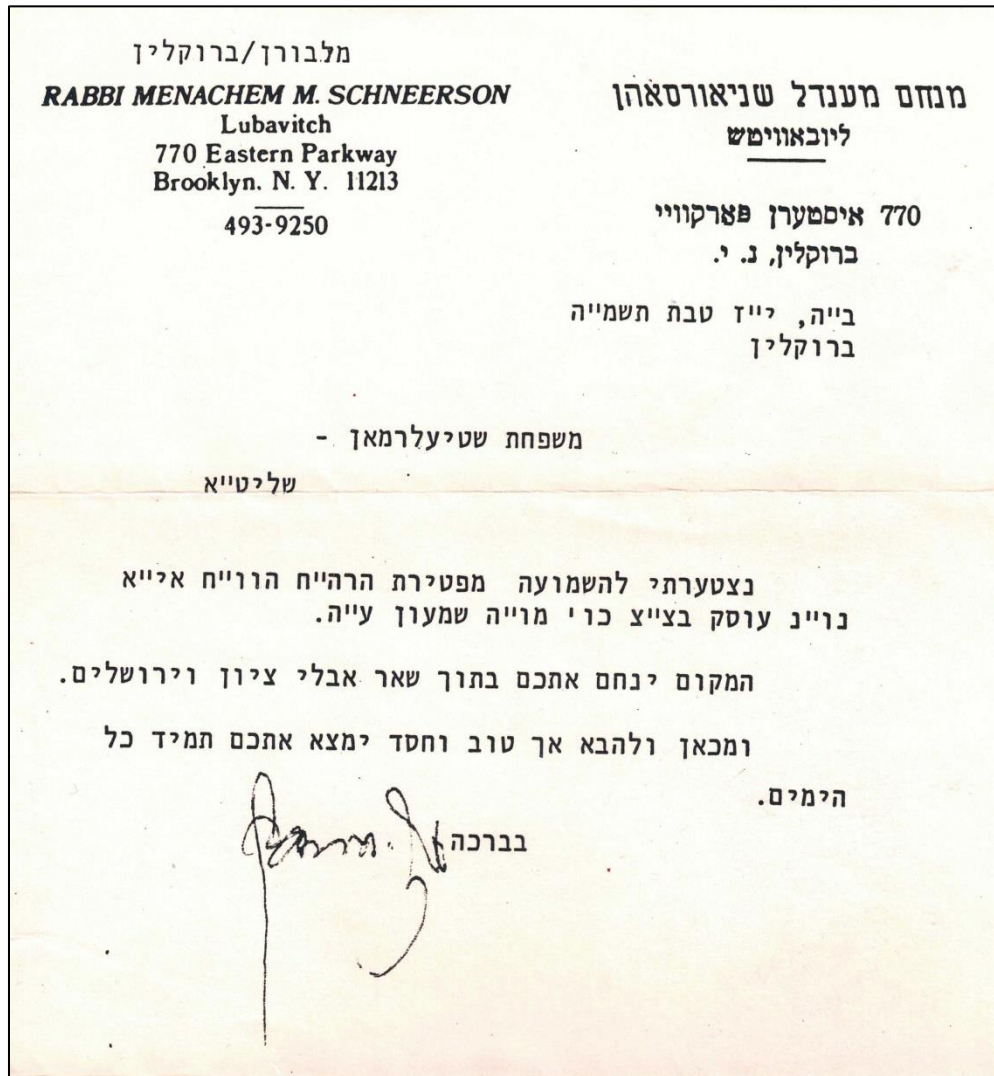 מלבורן/ברוקלין
RABBI MENACHEM M. SCHNEERSON
Lubavitch
770 Eastern Parkway
Brooklyn. N. Y. 11213
493-9250
מנחם מענדל שניאורסאהן
ליובאוויטש
770 איסטערן פארקוויי
ברוקלין, נ. י.
בייה, ייז טבת תשמייה
ברוקלין
משפחת שטיעלרמאן -
שליטייא
נצטערתי להשמועה מפטירת הרהייח הווייח אייא
נויינ עוסק בצייצ כוי מוייה שמעון עייה.
המקום ינחם אתכם בתוך שאר אבלי ציון וירושלים.
ומכאן ולהבא אך טוב וחסד ימצא אתכם תמיד כל
הימים.
בברכה